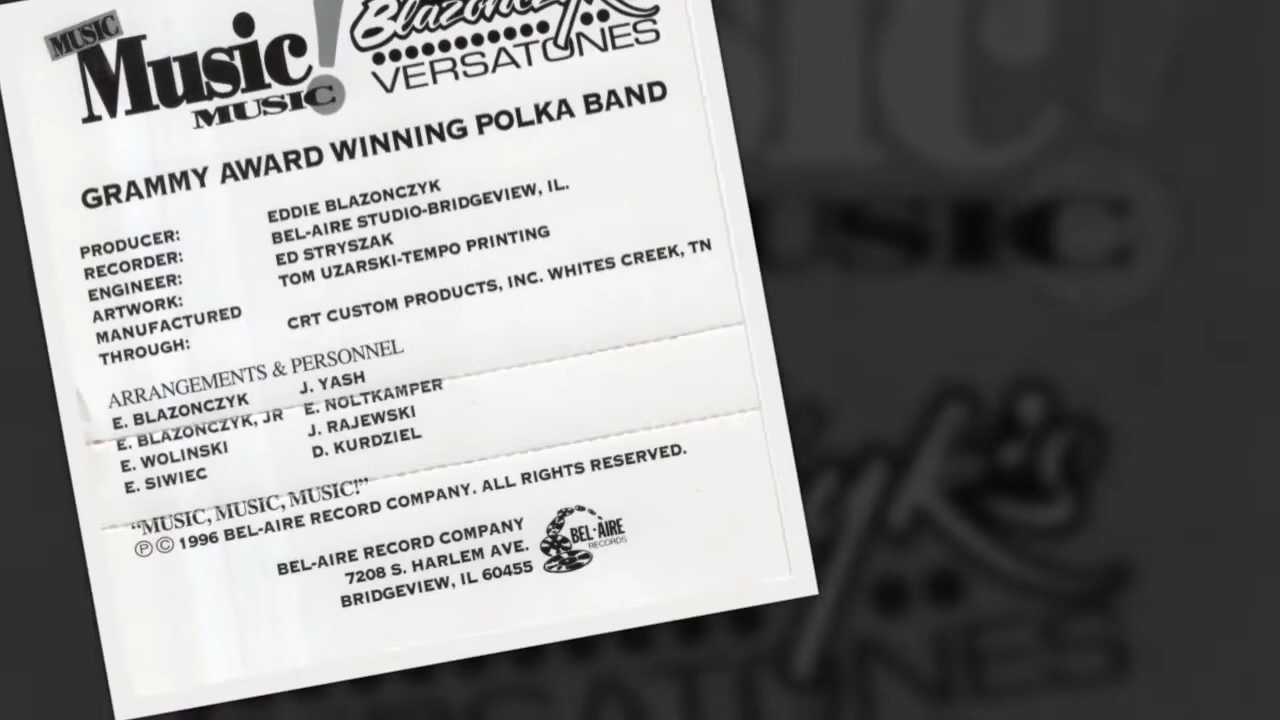 MUSIC
Music!
MUSIC
Blazonczyk's
VERSATONES
GRAMMY AWARD WINNING POLKA BAND
PRODUCER: EDDIE BLAZONCZYK
RECORDER: BEL-AIRE STUDIO-BRIDGEVIEW, IL.
ENGINEER: ED STRYSZAK
ARTWORK: TOM UZARSKI-TEMPO PRINTING
MANUFACTURED
THROUGH: CRT CUSTOM PRODUCTS, INC. WHITES CREEK, TN
ARRANGEMENTS & PERSONNEL
E. BLAZONCZYK J. YASH
E. BLAZONCZYK, JR E. NOLTKAMPER
E. WOLINSKI J. RAJEWSKI
E. SIWIEC D. KURDZIEL
"MUSIC, MUSIC, MUSIC!"
Ⓟ© 1996 BEL-AIRE RECORD COMPANY. ALL RIGHTS RESERVED.
BEL-AIRE RECORD COMPANY
7208 S. HARLEM AVE.
BRIDGEVIEW, IL 60455
BEL-AIRE
RECORDS